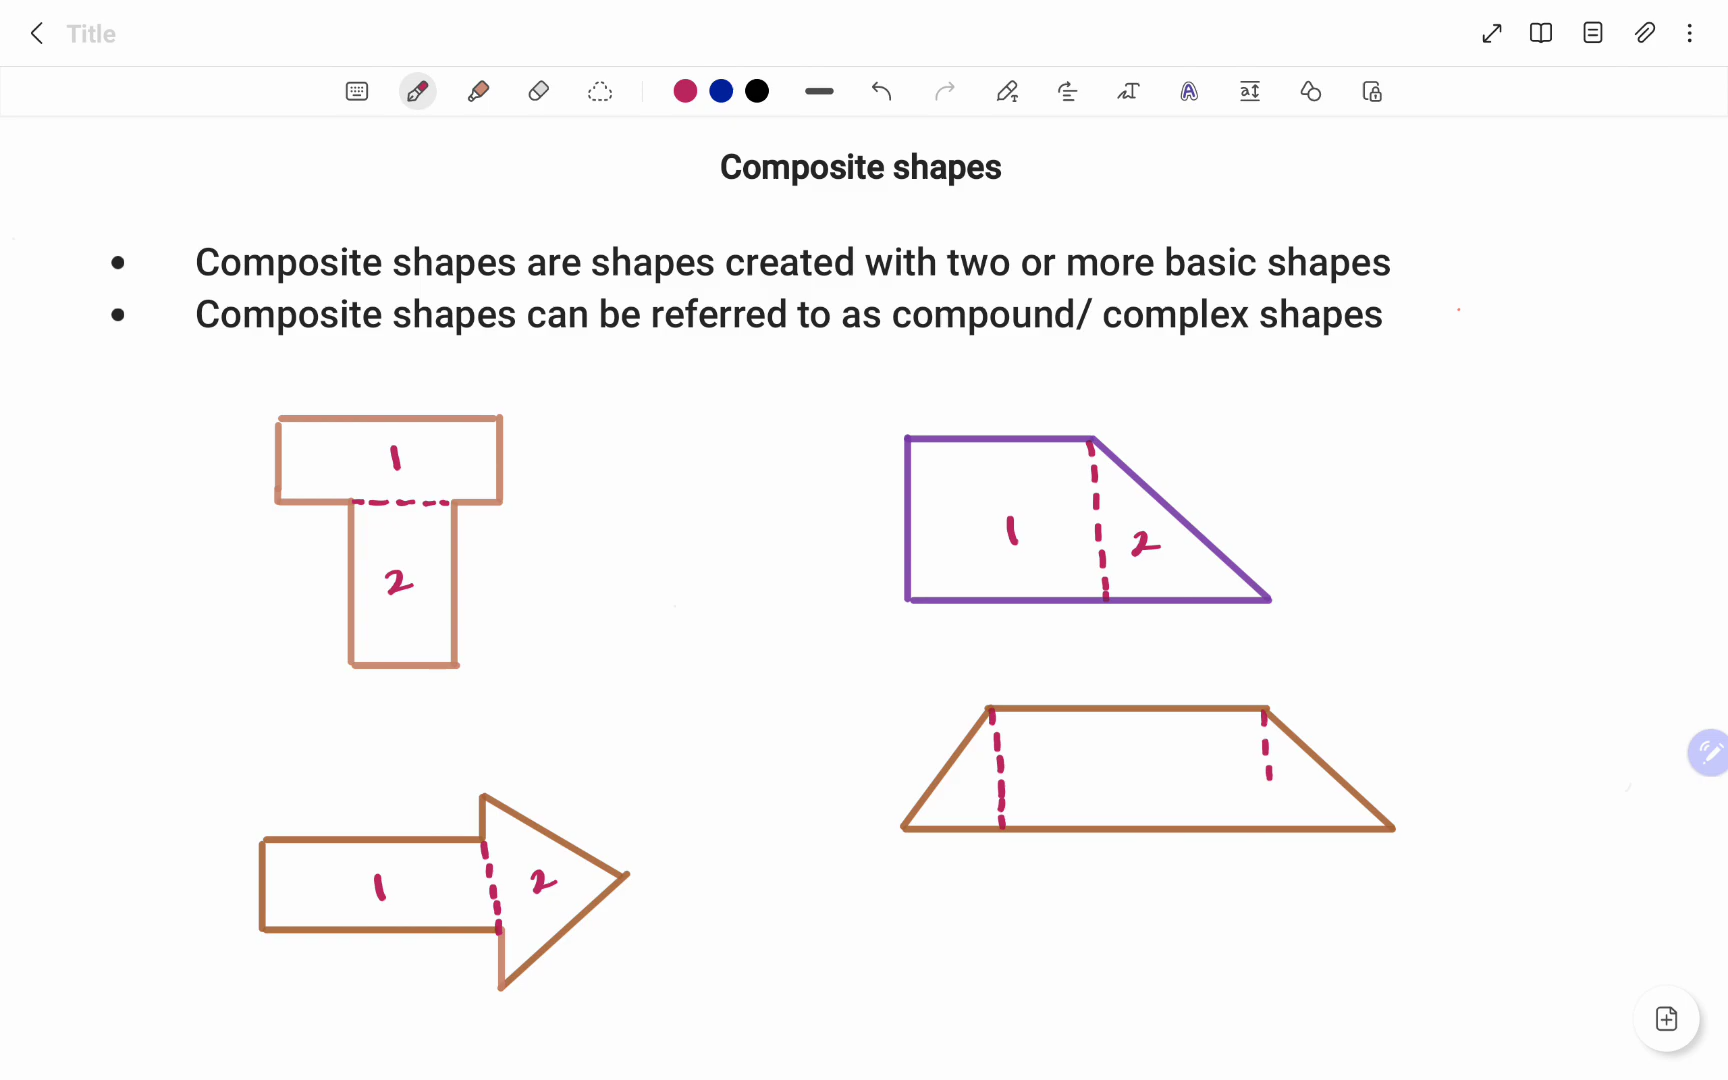 Title
Composite shapes
• Composite shapes are shapes created with two or more basic shapes
• Composite shapes can be referred to as compound/ complex shapes
1
2
1
2
1
2